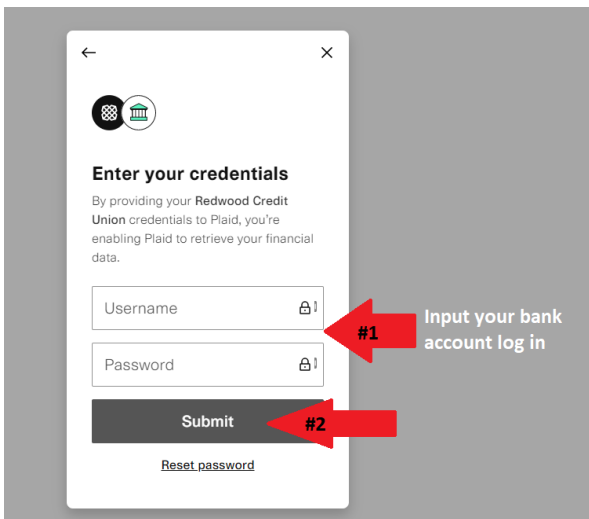 Enter your credentials
By providing your Redwood Credit
Union credentials to Plaid, you're
enabling Plaid to retrieve your financial
data.
Username
#1
Input your bank
account log in
Password
Submit
#2
Reset password